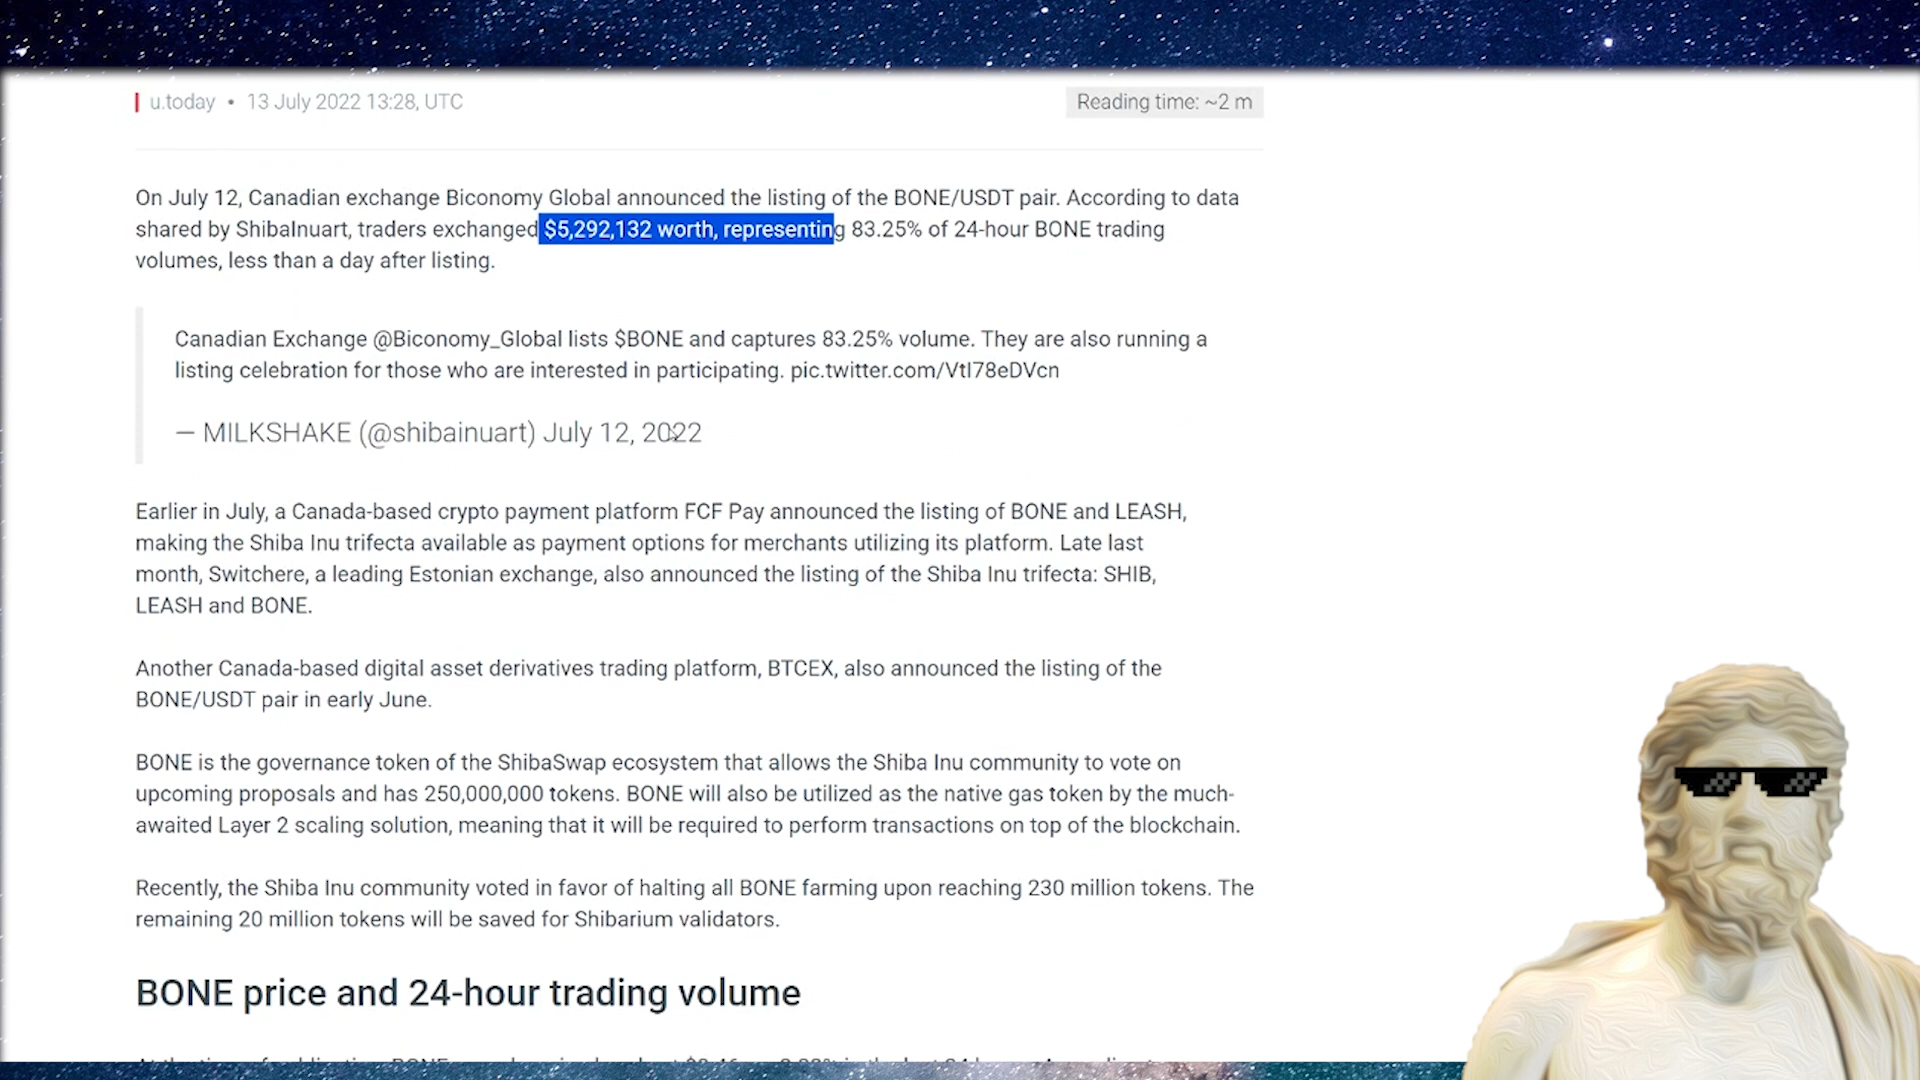 u.today • 13 July 2022 13:28, UTC
Reading time: ~2 m
On July 12, Canadian exchange Biconomy Global announced the listing of the BONE/USDT pair. According to data
shared by ShibaInuart, traders exchanged $5,292,132 worth, representing 83.25% of 24-hour BONE trading
volumes, less than a day after listing.
Canadian Exchange @Biconomy_Global lists $BONE and captures 83.25% volume. They are also running a
listing celebration for those who are interested in participating. pic.twitter.com/VtI78eDVcn
— MILKSHAKE (@shibainuart) July 12, 2022
Earlier in July, a Canada-based crypto payment platform FCF Pay announced the listing of BONE and LEASH,
making the Shiba Inu trifecta available as payment options for merchants utilizing its platform. Late last
month, Switchere, a leading Estonian exchange, also announced the listing of the Shiba Inu trifecta: SHIB,
LEASH and BONE.
Another Canada-based digital asset derivatives trading platform, BTCEX, also announced the listing of the
BONE/USDT pair in early June.
BONE is the governance token of the ShibaSwap ecosystem that allows the Shiba Inu community to vote on
upcoming proposals and has 250,000,000 tokens. BONE will also be utilized as the native gas token by the much-
awaited Layer 2 scaling solution, meaning that it will be required to perform transactions on top of the blockchain.
Recently, the Shiba Inu community voted in favor of halting all BONE farming upon reaching 230 million tokens. The
remaining 20 million tokens will be saved for Shibarium validators.
BONE price and 24-hour trading volume